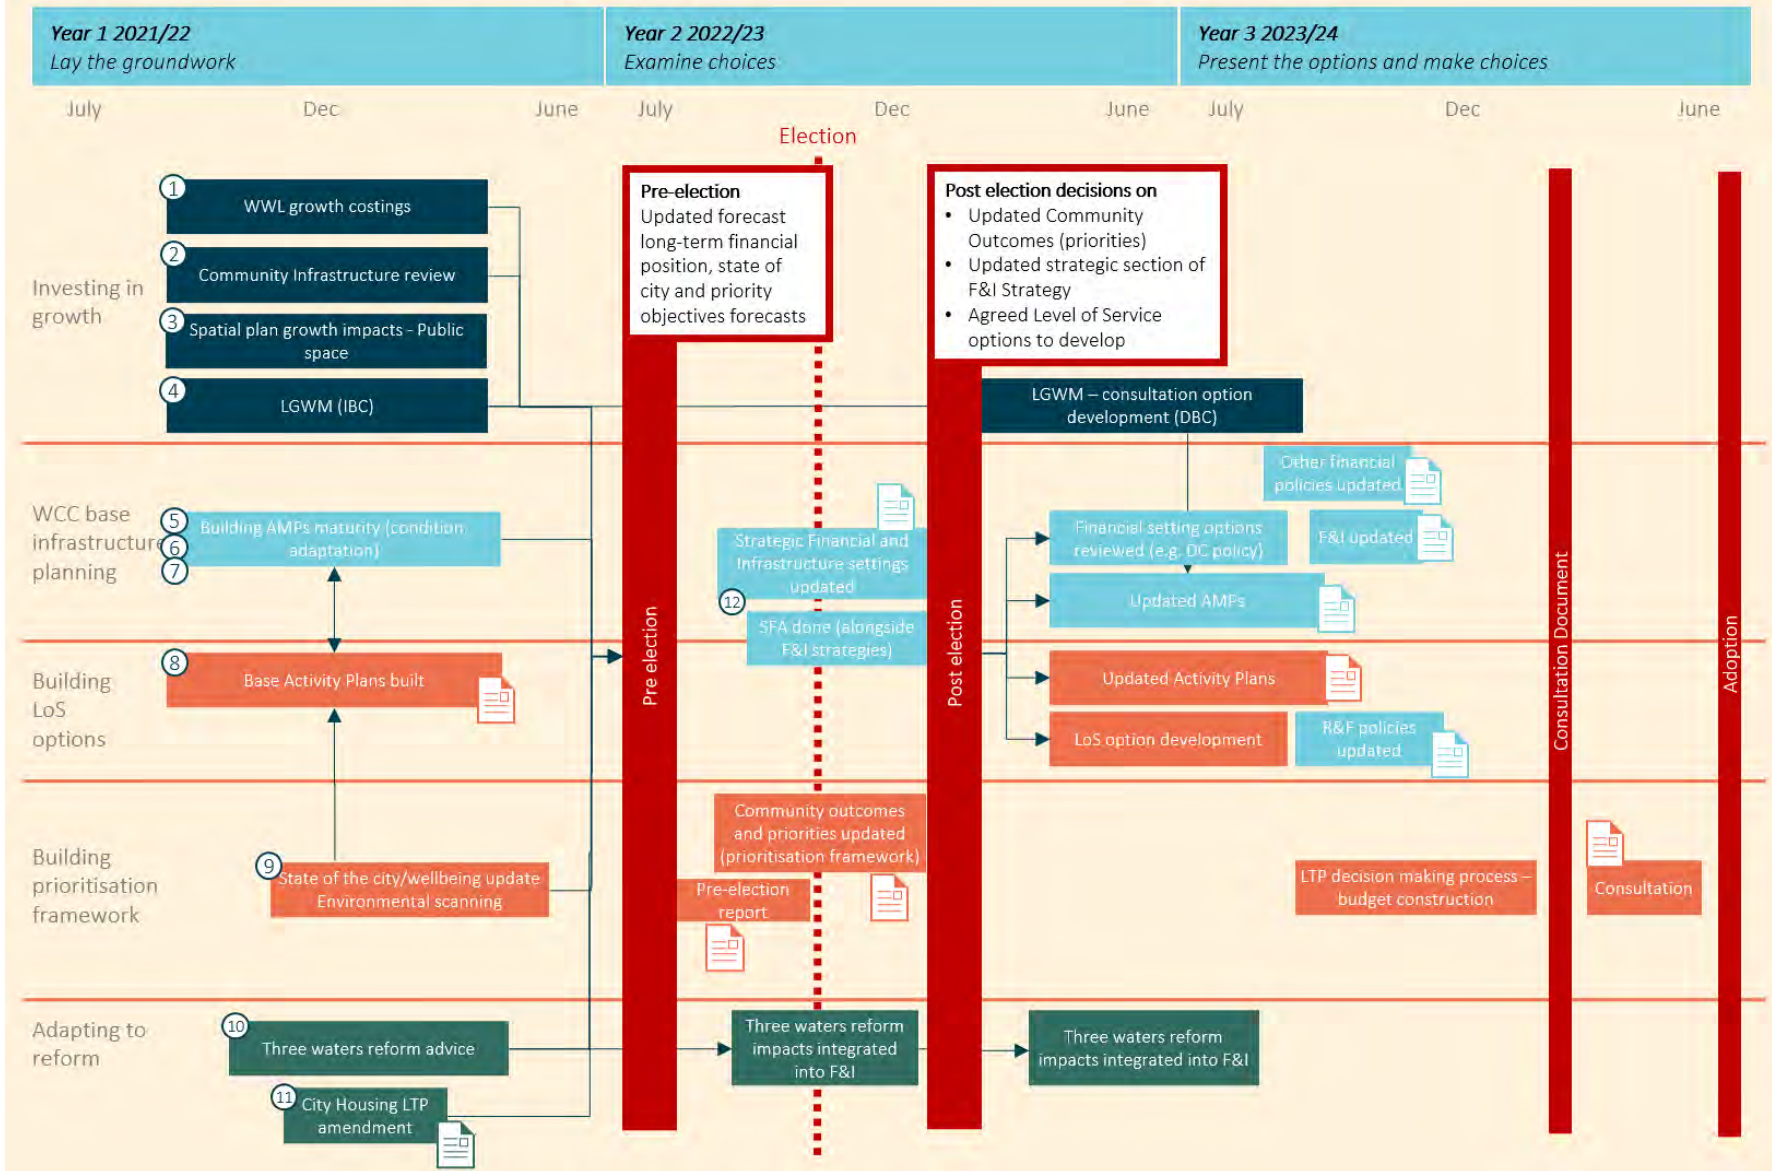 Year 1 2021/22
Lay the groundwork
Year 2 2022/23
Examine choices
Year 3 2023/24
Present the options and make choices
July
Dec
June
July
Dec
June
July
Dec
June
Election
Investing in
growth
1
WWL growth costings
2
Community Infrastructure review
3
Spatial plan growth impacts - Public
space
4
LGWM (IBC)
Pre-election
Updated forecast
long-term financial
position, state of
city and priority
objectives forecasts
Post election decisions on
• Updated Community
Outcomes (priorities)
• Updated strategic section of
F&I Strategy
• Agreed Level of Service
options to develop
LGWM – consultation option
development (DBC)
WCC base
infrastructure
planning
5
6
7
Building AMPs maturity (condition
adaptation)
Strategic Financial and
Infrastructure settings
updated
12
SFA done (alongside
F&I strategies)
Other financial
policies updated
Financial setting options
reviewed (e.g. DC policy)
F&I updated
Updated AMPs
Building
LoS
options
8
Base Activity Plans built
Updated Activity Plans
LoS option development
R&F policies
updated
Pre election
Post election
Consultation Document
Adoption
Building
prioritisation
framework
9
State of the city/wellbeing update
Environmental scanning
Community outcomes
and priorities updated
(prioritisation framework)
Pre-election
report
LTP decision making process –
budget construction
Consultation
Adapting to
reform
10
Three waters reform advice
11
City Housing LTP
amendment
Three waters reform
impacts integrated
into F&I
Three waters reform
impacts integrated into F&I